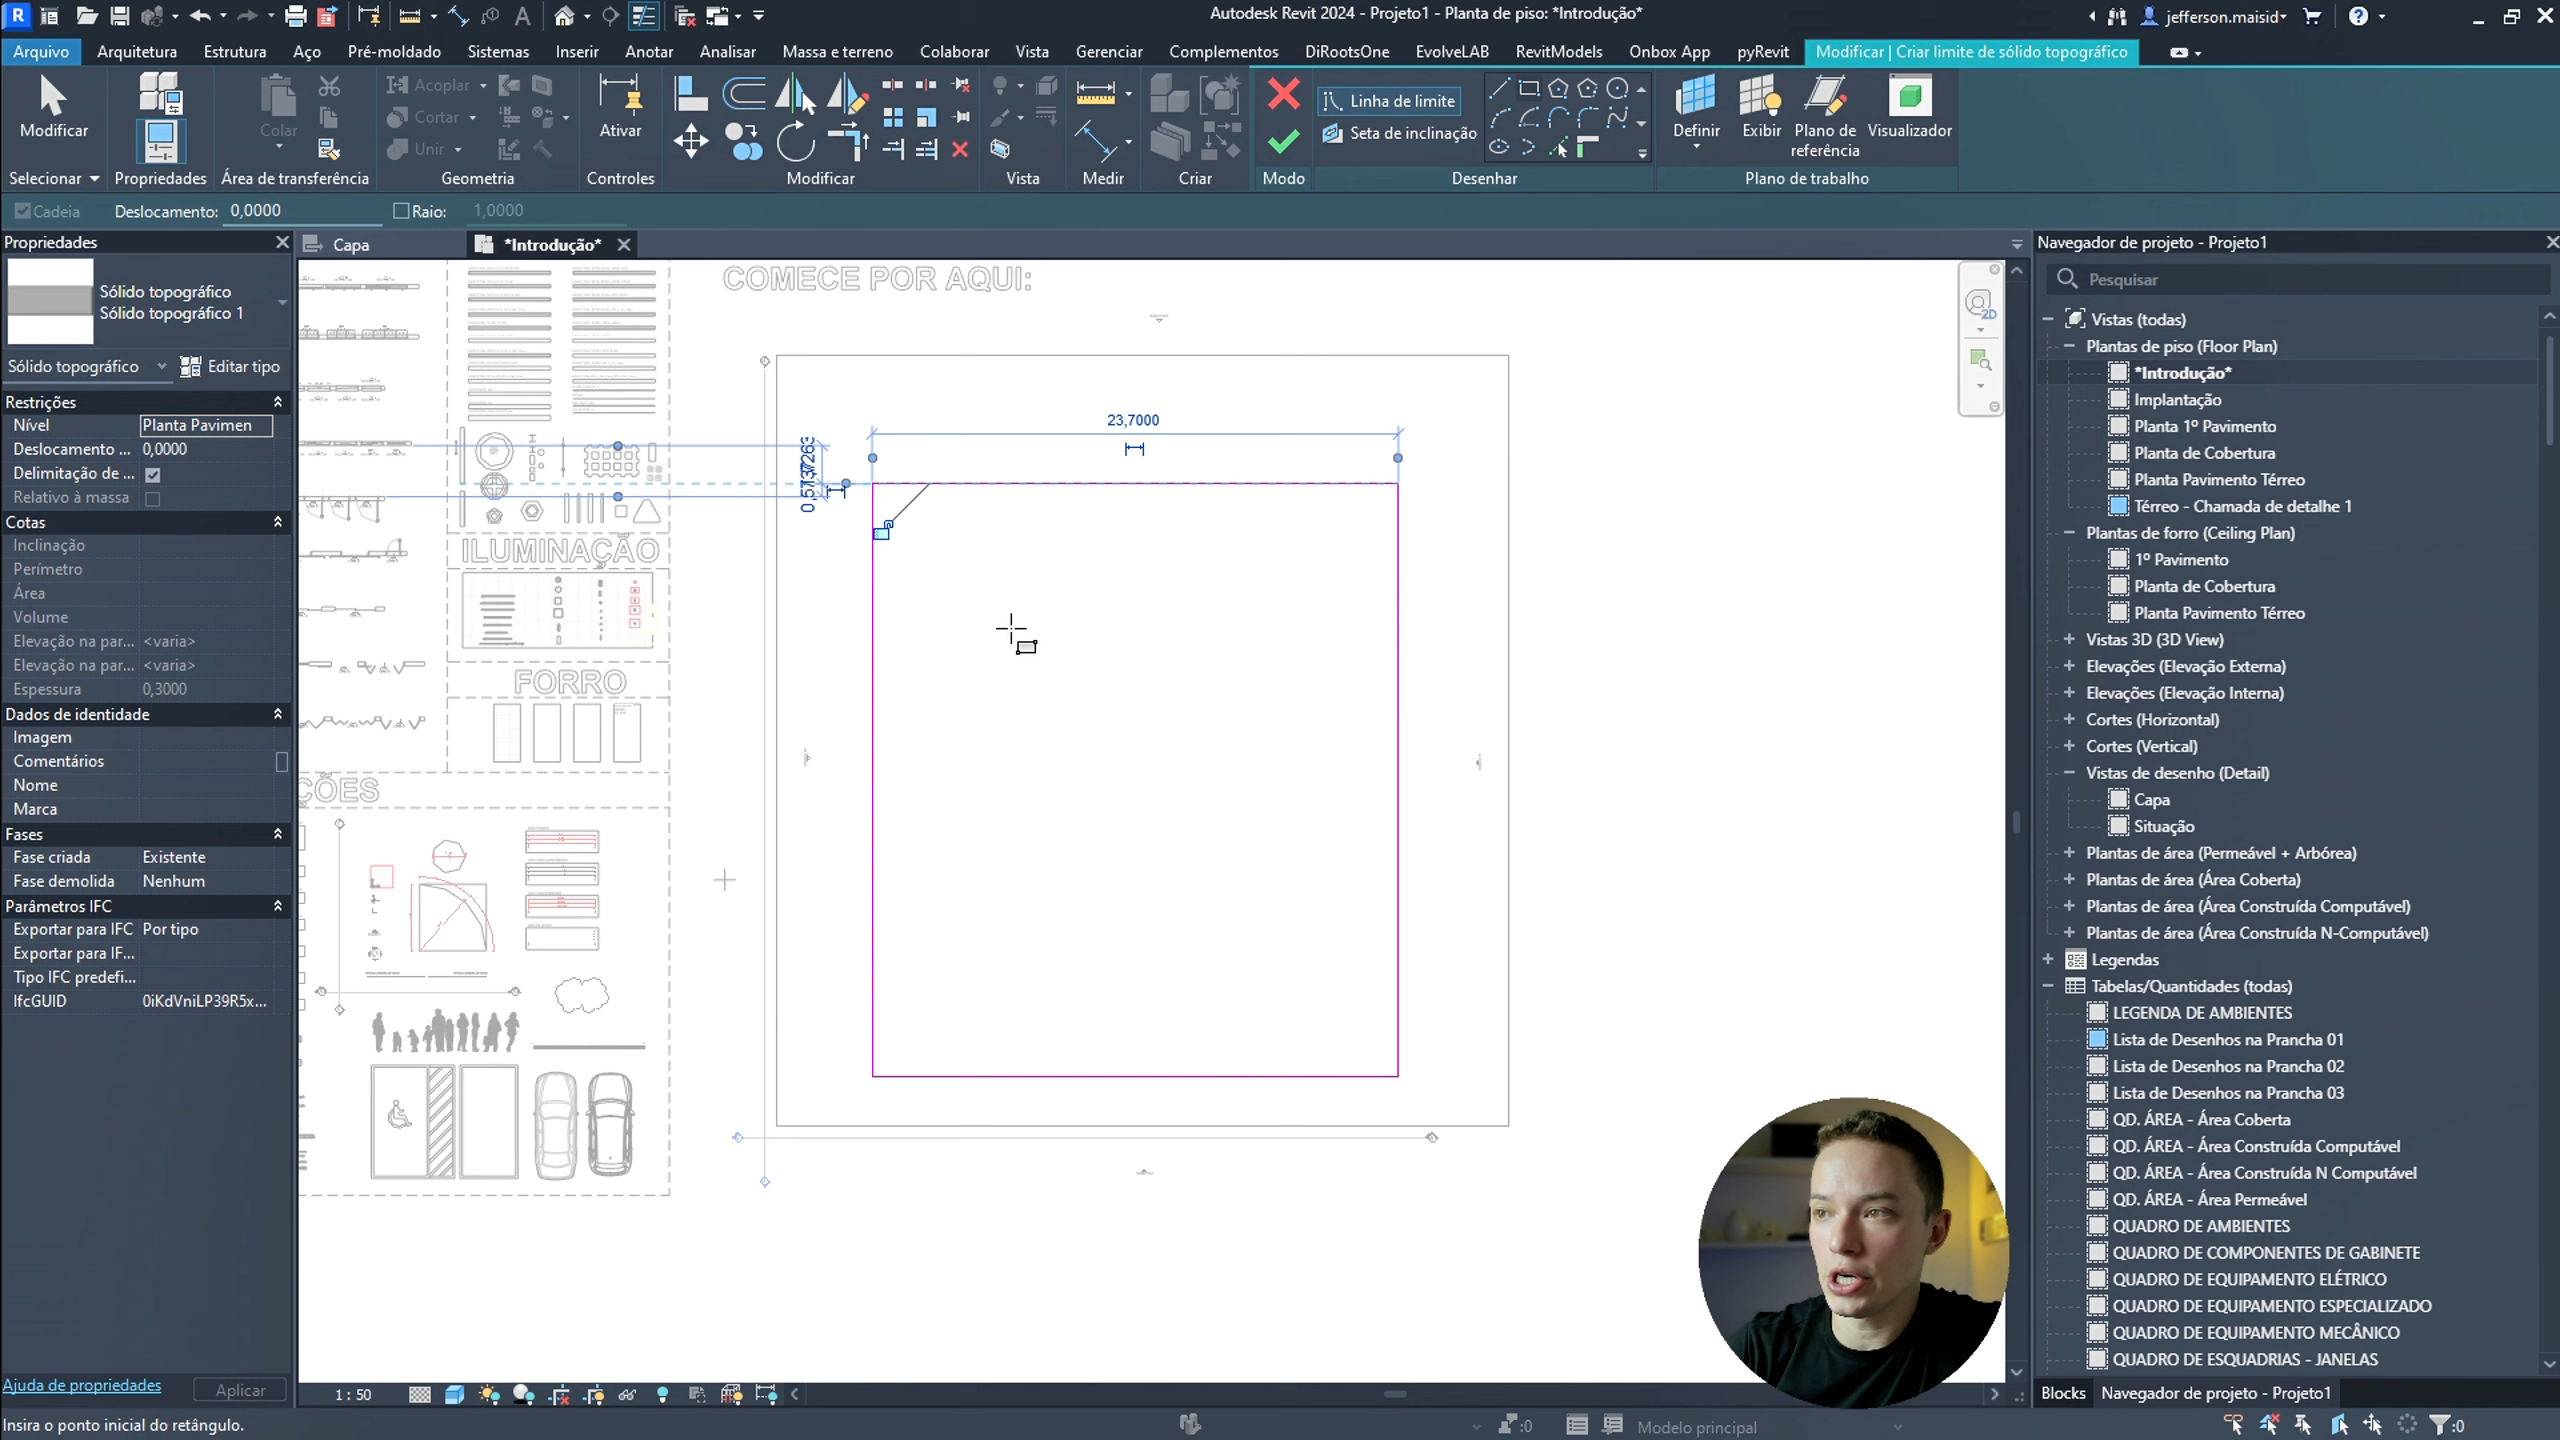 Autodesk Revit 2024 - Projeto1 - Planta de piso: *Introdução*
jefferson.maisid
Arquivo
Arquitetura
Estrutura
Aço
Pré-moldado
Sistemas
Inserir
Anotar
Analisar
Massa e terreno
Colaborar
Vista
Gerenciar
Complementos
DiRootsOne
EvolveLAB
RevitModels
Onbox App
pyRevit
Modificar | Criar limite de sólido topográfico
Modificar
Colar
Acoplar
Cortar
Unir
Ativar
Linha de limite
Seta de inclinação
Definir
Exibir
Plano de
referência
Visualizador
Selecionar
Propriedades
Área de transferência
Geometria
Controles
Modificar
Vista
Medir
Criar
Modo
Desenhar
Plano de trabalho
Cadeia
Deslocamento: 0,0000
Raio: 1,0000
Propriedades
Sólido topográfico
Sólido topográfico 1
Sólido topográfico
Editar tipo
Restrições
Nível Planta Pavimen
Deslocamento ... 0,0000
Delimitação de ...
Relativo à massa
Cotas
Inclinação
Perímetro
Área
Volume
Elevação na par... <varia>
Elevação na par... <varia>
Espessura 0,3000
Dados de identidade
Imagem
Comentários
Nome
Marca
Fases
Fase criada Existente
Fase demolida Nenhum
Parâmetros IFC
Exportar para IFC Por tipo
Exportar para IF...
Tipo IFC predefi...
IfcGUID 0iKdVniLP39R5x...
Ajuda de propriedades
Aplicar
Capa
*Introdução*
COMECE POR AQUI:
23,7000
ILUMINAÇÃO
FORRO
ÇÕES
2D
1 : 50
Navegador de projeto - Projeto1
Pesquisar
Vistas (todas)
Plantas de piso (Floor Plan)
*Introdução*
Implantação
Planta 1º Pavimento
Planta de Cobertura
Planta Pavimento Térreo
Térreo - Chamada de detalhe 1
Plantas de forro (Ceiling Plan)
1º Pavimento
Planta de Cobertura
Planta Pavimento Térreo
Vistas 3D (3D View)
Elevações (Elevação Externa)
Elevações (Elevação Interna)
Cortes (Horizontal)
Cortes (Vertical)
Vistas de desenho (Detail)
Capa
Situação
Plantas de área (Permeável + Arbórea)
Plantas de área (Área Coberta)
Plantas de área (Área Construída Computável)
Plantas de área (Área Construída N-Computável)
Legendas
Tabelas/Quantidades (todas)
LEGENDA DE AMBIENTES
Lista de Desenhos na Prancha 01
Lista de Desenhos na Prancha 02
Lista de Desenhos na Prancha 03
QD. ÁREA - Área Coberta
QD. ÁREA - Área Construída Computável
QD. ÁREA - Área Construída N Computável
QD. ÁREA - Área Permeável
QUADRO DE AMBIENTES
QUADRO DE COMPONENTES DE GABINETE
QUADRO DE EQUIPAMENTO ELÉTRICO
QUADRO DE EQUIPAMENTO ESPECIALIZADO
QUADRO DE EQUIPAMENTO MECÂNICO
QUADRO DE ESQUADRIAS - JANELAS
Blocks
Navegador de projeto - Projeto1
Insira o ponto inicial do retângulo.
:0
Modelo principal
:0